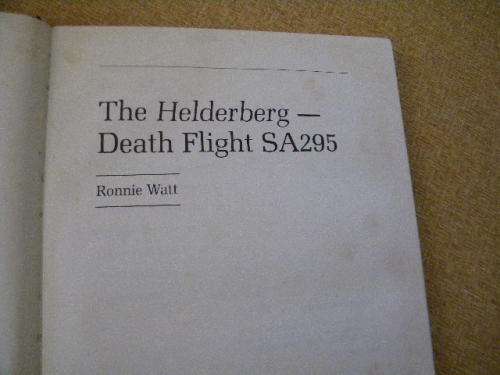 The Helderberg —
Death Flight SA295
Ronnie Watt